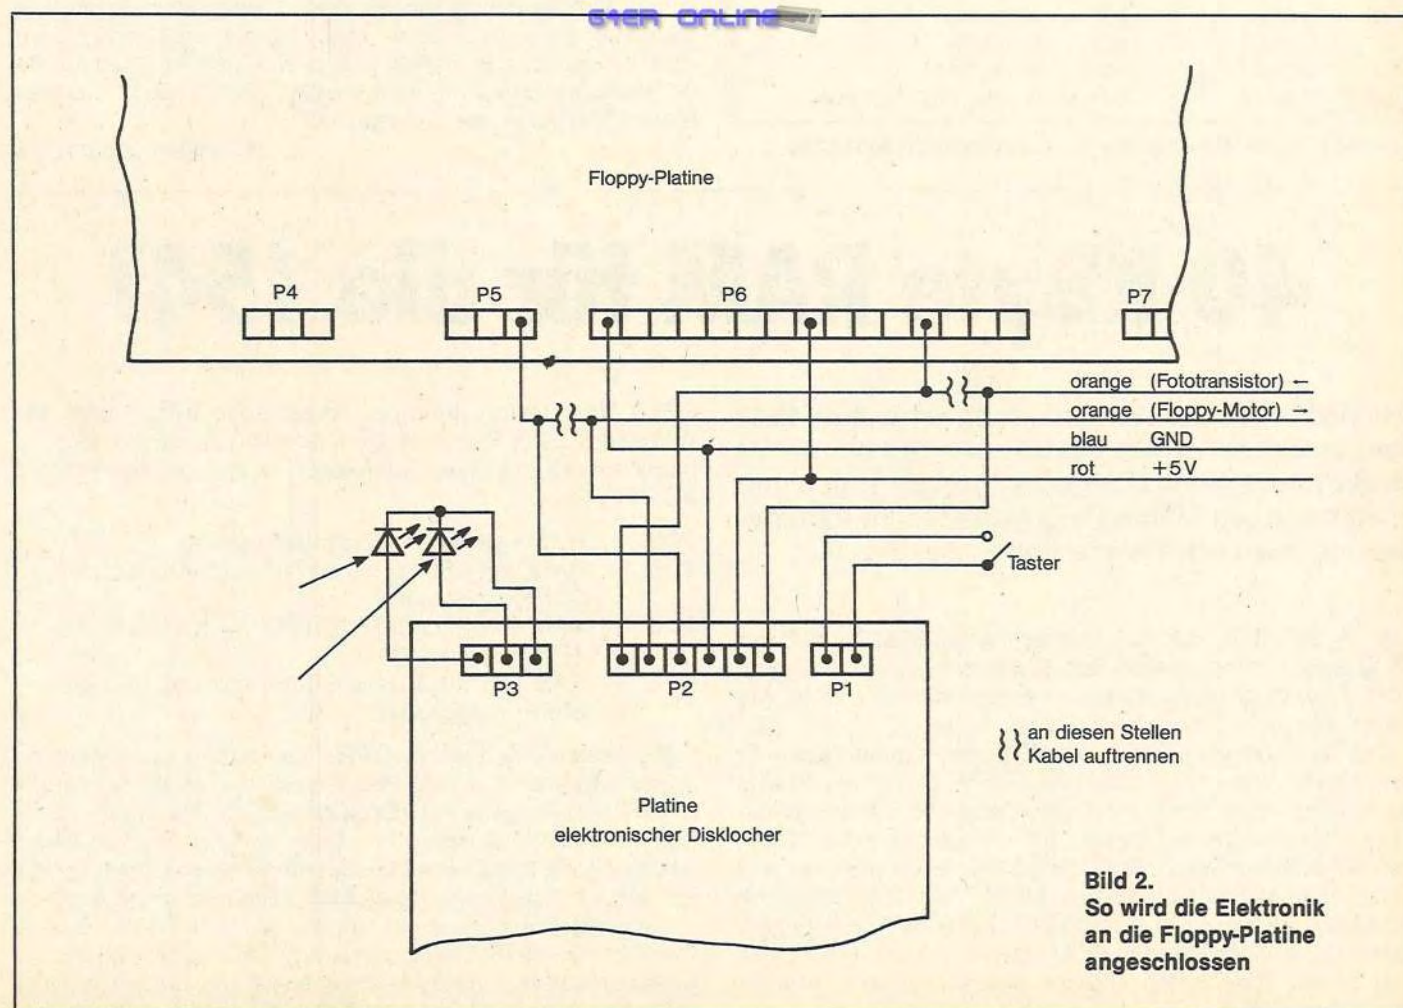 64ER ONLINE
Floppy-Platine
P4
P5
P6
P7
orange (Fototransistor) ←
orange (Floppy-Motor) →
blau GND
rot +5V
Taster
P3
P2
P1
an diesen Stellen
Kabel auftrennen
Platine
elektronischer Disklocher
Bild 2.
So wird die Elektronik
an die Floppy-Platine
angeschlossen